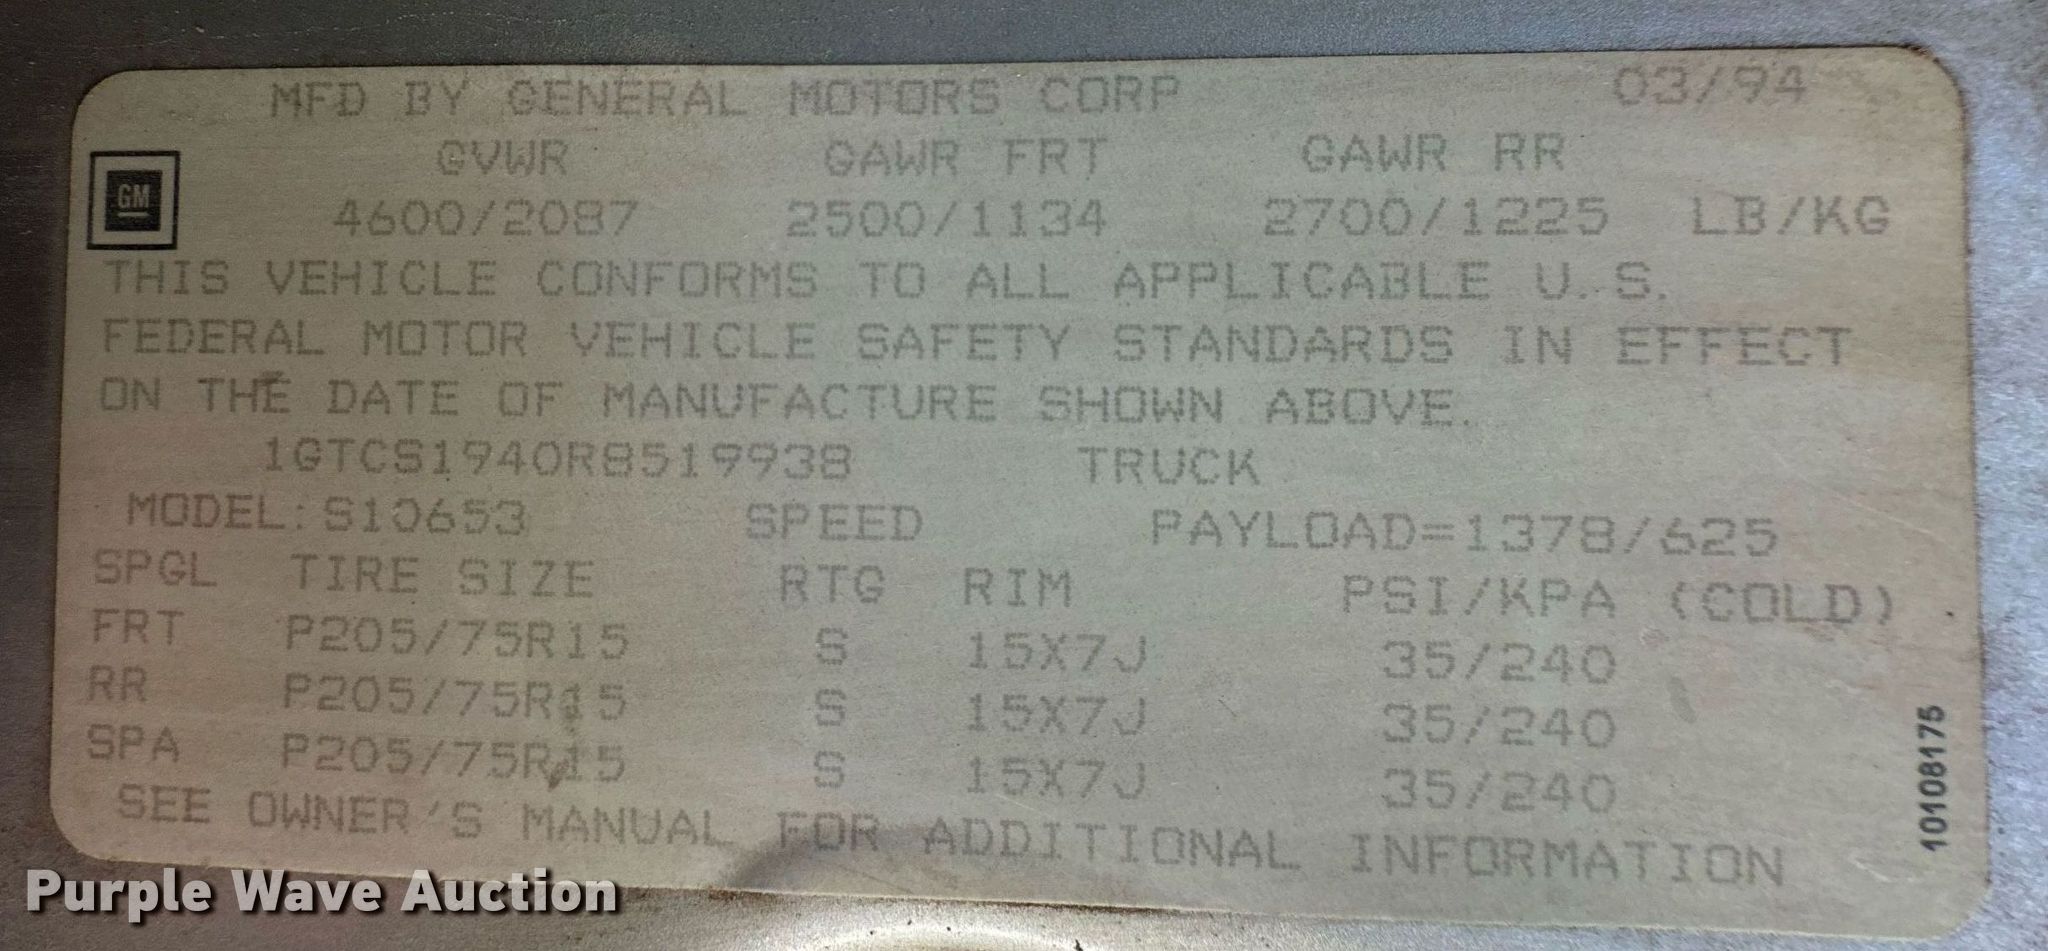 MFD BY GENERAL MOTORS CORP 03/94
GVWR GAWR FRT GAWR RR
GM
4600/2087 2500/1134 2700/1225 LB/KG
THIS VEHICLE CONFORMS TO ALL APPLICABLE U.S.
FEDERAL MOTOR VEHICLE SAFETY STANDARDS IN EFFECT
ON THE DATE OF MANUFACTURE SHOWN ABOVE.
1GTCS1940R8519938 TRUCK
MODEL:S10653 SPEED PAYLOAD=1378/625
SPGL TIRE SIZE RTG RIM PSI/KPA (COLD)
FRT P205/75R15 S 15X7J 35/240
RR P205/75R15 S 15X7J 35/240
SPA P205/75R15 S 15X7J 35/240
SEE OWNER'S MANUAL FOR ADDITIONAL INFORMATION
10108175
Purple Wave Auction